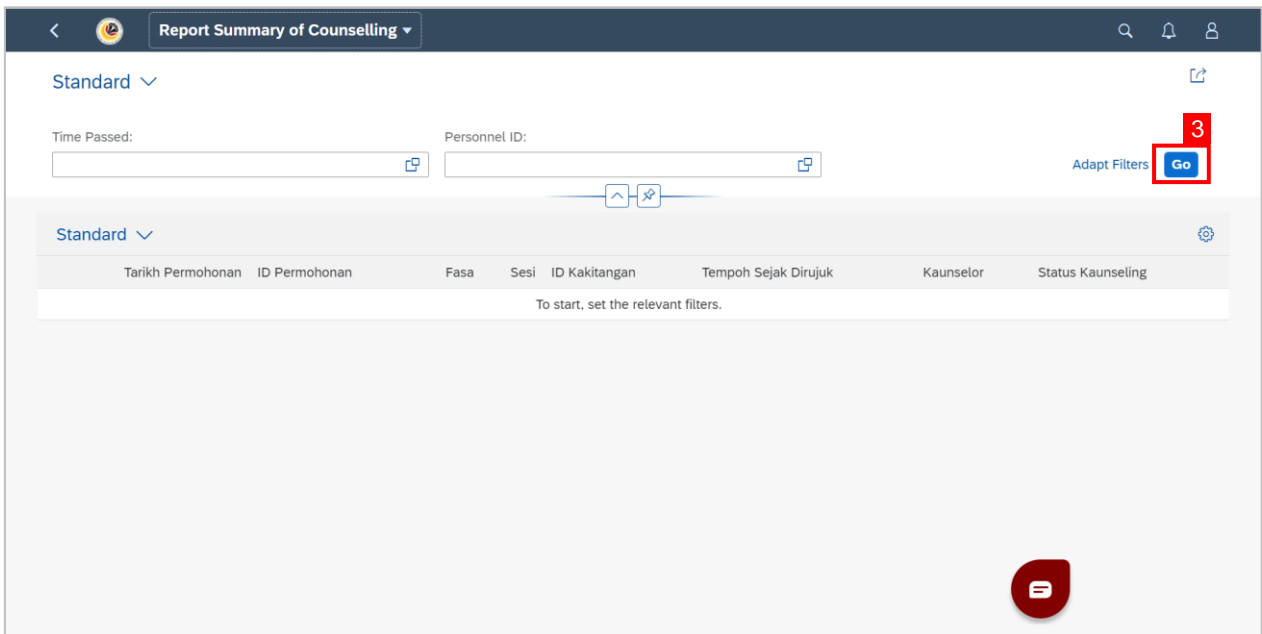 Report Summary of Counselling
Standard
Time Passed:
Personnel ID:
3
Adapt Filters Go
Standard
Tarikh Permohonan ID Permohonan Fasa Sesi ID Kakitangan Tempoh Sejak Dirujuk Kaunselor Status Kaunseling
To start, set the relevant filters.